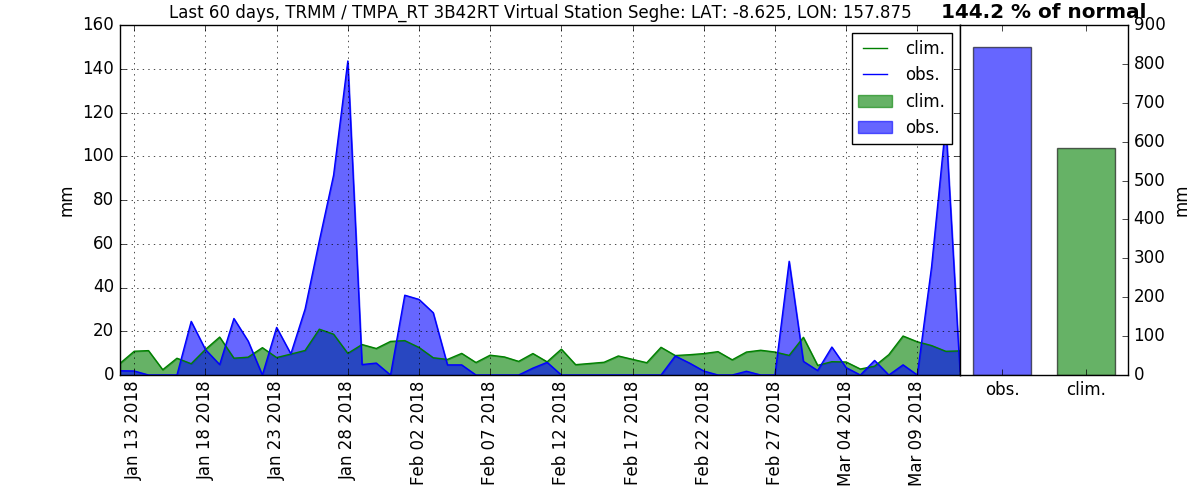 Last 60 days, TRMM / TMPA_RT 3B42RT Virtual Station Seghe: LAT: -8.625, LON: 157.875
144.2 % of normal
mm
160
140
120
100
80
60
40
20
0
clim.
obs.
clim.
obs.
Jan 13 2018
Jan 18 2018
Jan 23 2018
Jan 28 2018
Feb 02 2018
Feb 07 2018
Feb 12 2018
Feb 17 2018
Feb 22 2018
Feb 27 2018
Mar 04 2018
Mar 09 2018
900
800
700
600
500
400
300
200
100
0
mm
obs.
clim.